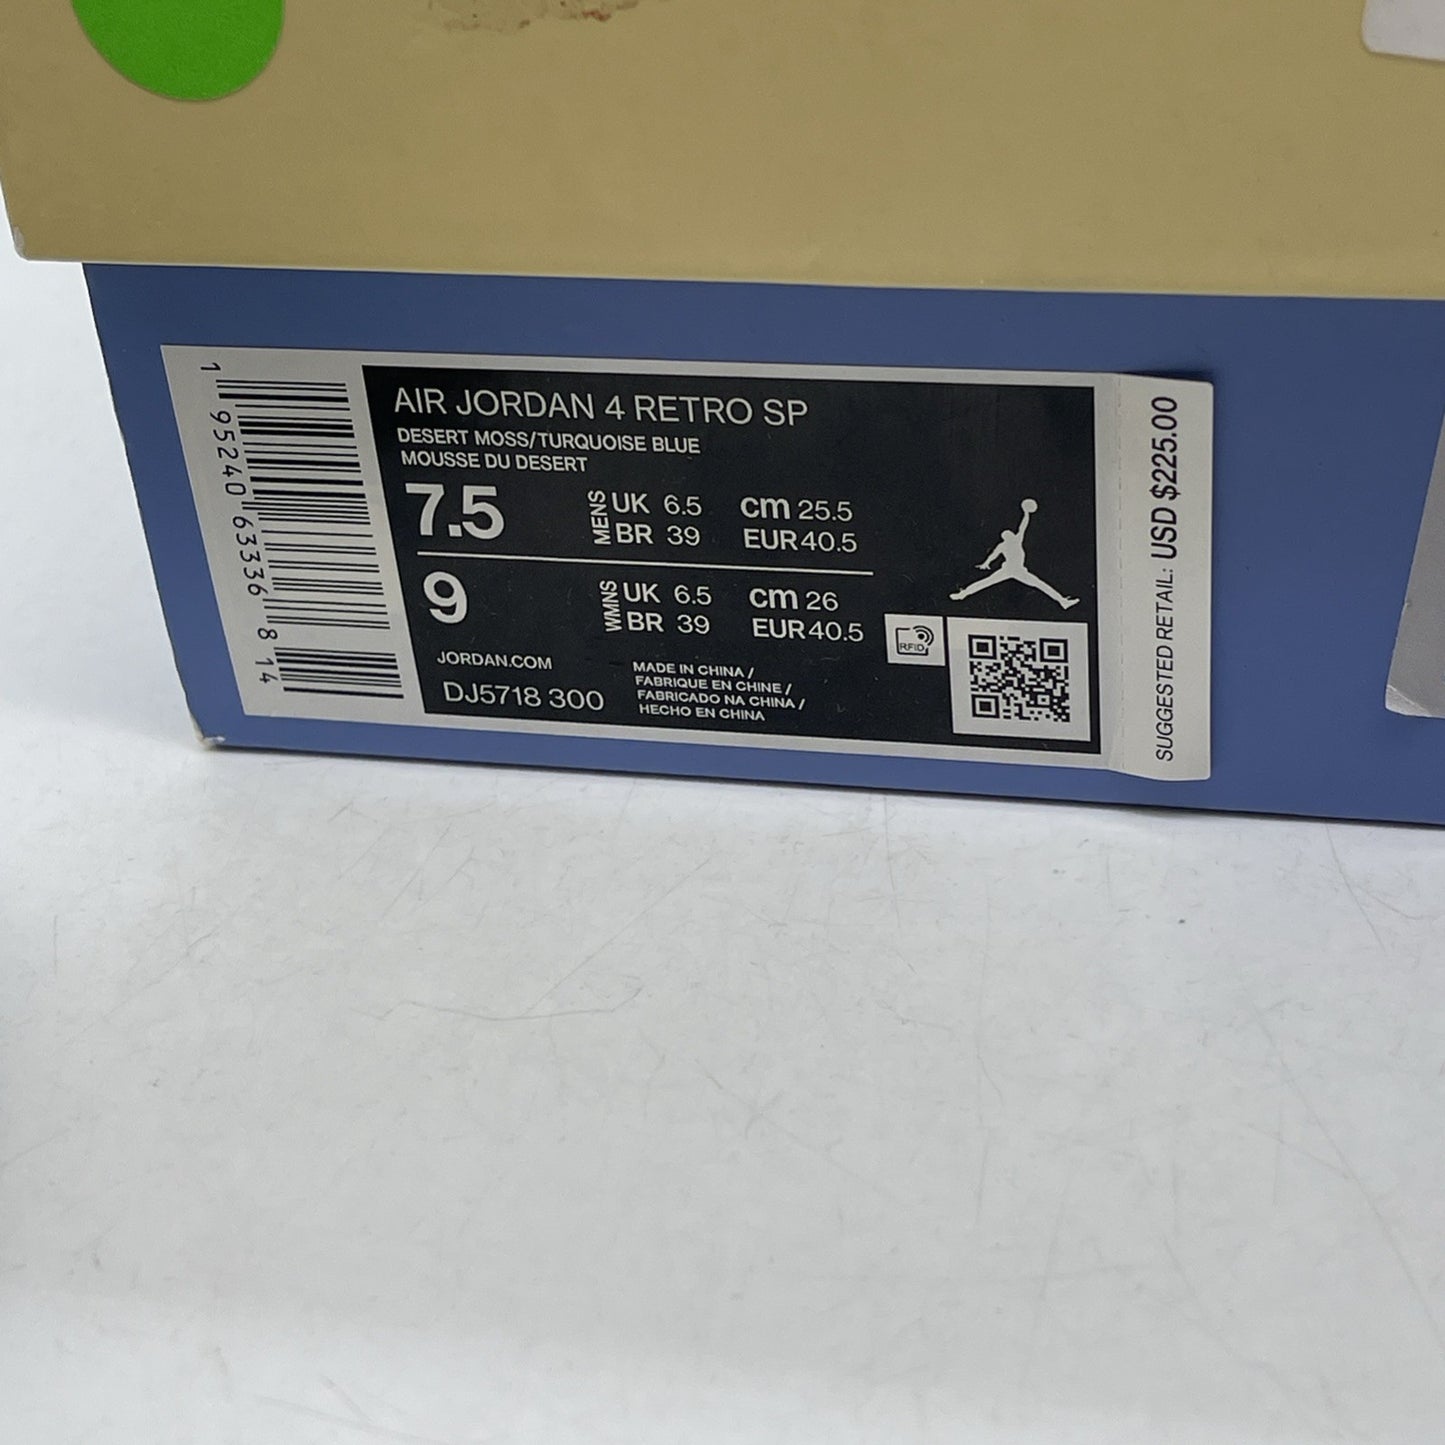 1 95240 63336 8 14
AIR JORDAN 4 RETRO SP
DESERT MOSS/TURQUOISE BLUE
MOUSSE DU DESERT
7.5 MENS UK 6.5 cm 25.5
BR 39 EUR 40.5
9 WMNS UK 6.5 cm 26
BR 39 EUR 40.5
JORDAN.COM
DJ5718 300
MADE IN CHINA /
FABRIQUE EN CHINE /
FABRICADO NA CHINA /
HECHO EN CHINA
RFID
SUGGESTED RETAIL: USD $225.00